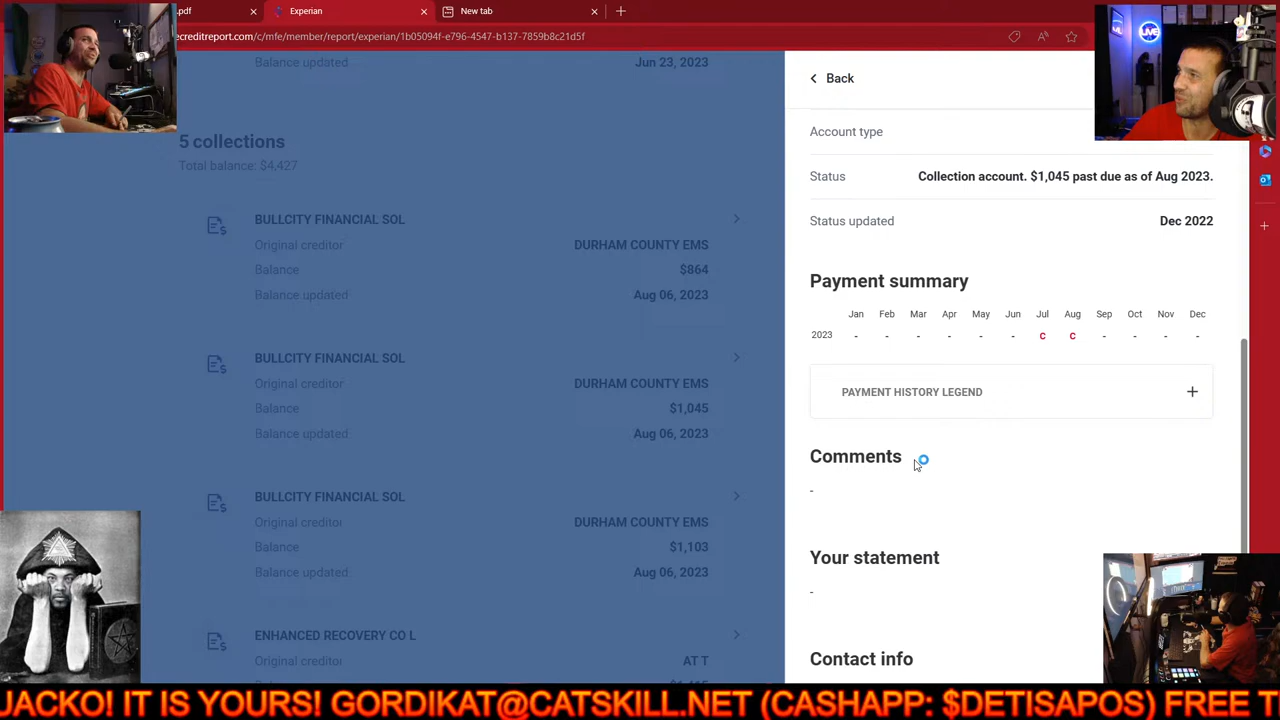 .pdf
Experian
New tab
ecreditreport.com/c/mfe/member/report/experian/1b05094f-e796-4547-b137-7859b8c21d5f
Balance updated Jun 23, 2023
5 collections
Total balance: $4,427
BULLCITY FINANCIAL SOL
Original creditor DURHAM COUNTY EMS
Balance $864
Balance updated Aug 06, 2023
BULLCITY FINANCIAL SOL
Original creditor DURHAM COUNTY EMS
Balance $1,045
Balance updated Aug 06, 2023
BULLCITY FINANCIAL SOL
Original creditor DURHAM COUNTY EMS
Balance $1,103
Balance updated Aug 06, 2023
ENHANCED RECOVERY CO L
Original creditor AT T
Back
Account type
Status Collection account. $1,045 past due as of Aug 2023.
Status updated Dec 2022
Payment summary
Jan Feb Mar Apr May Jun Jul Aug Sep Oct Nov Dec
2023 - - - - - - C C - - - -
PAYMENT HISTORY LEGEND +
Comments
-
Your statement
-
Contact info
LIVE
JACKO! IT IS YOURS! GORDIKAT@CATSKILL.NET (CASHAPP: $DETISAPOS) FREE T